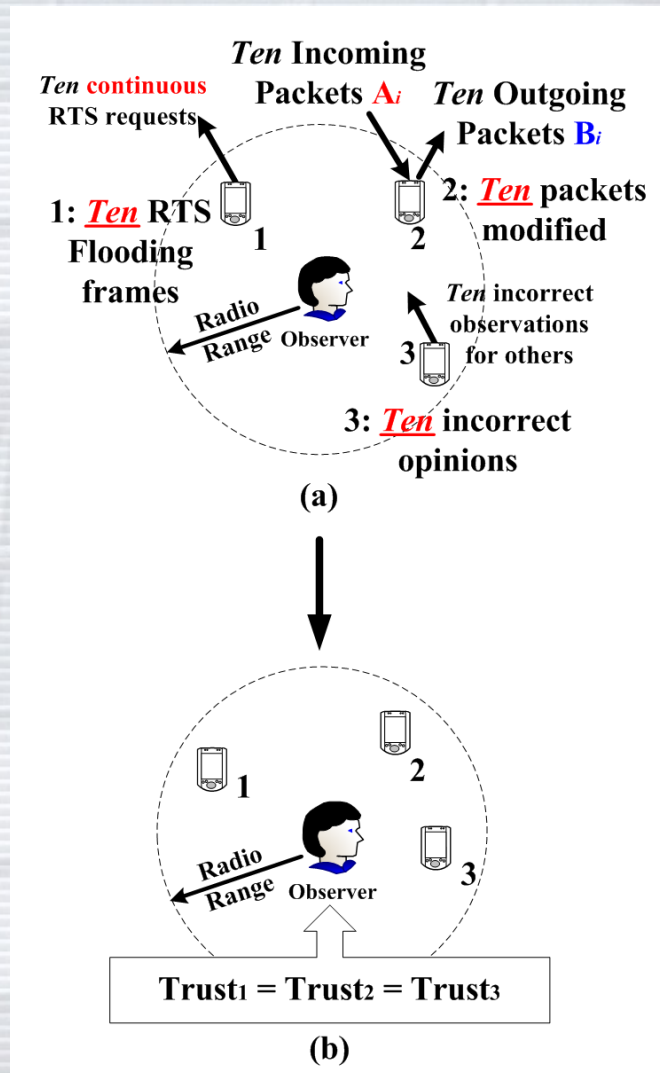 Ten continuous
RTS requests
Ten Incoming
Packets Ai
Ten Outgoing
Packets Bi
1: Ten RTS
Flooding
frames
1
2
2: Ten packets
modified
Radio
Range
Observer
Ten incorrect
observations
for others
3
3: Ten incorrect
opinions
(a)
1
2
3
Radio
Range
Observer
Trust1 = Trust2 = Trust3
(b)